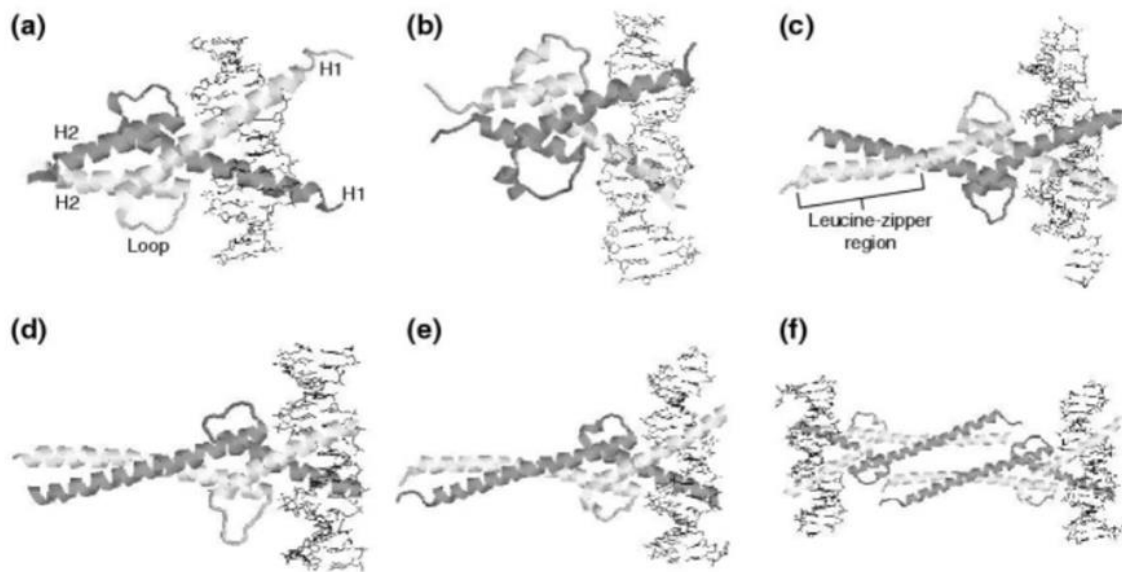 (a)
H1
H2
H2
H1
Loop
(b)
(c)
Leucine-zipper
region
(d)
(e)
(f)